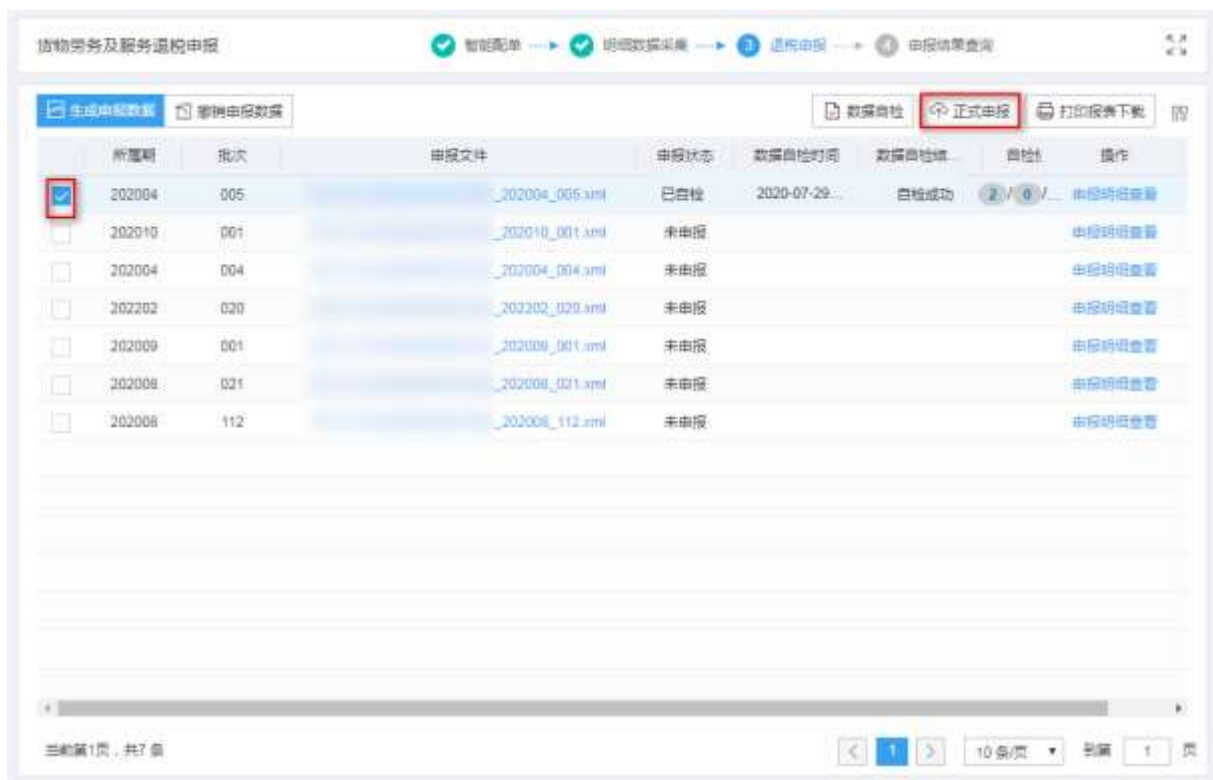 货物劳务及服务退税申报 智能配单 明细数据采集 3 退税申报 4 申报结果查询
生成申报数据 撤销申报数据 数据自检 正式申报 打印报表下载
所属期 批次 申报文件 申报状态 数据自检时间 数据自检结... 自检 操作
202004 005 _202004_005.xml 已自检 2020-07-29... 自检成功 2 / 0 /... 申报明细查看
202010 001 _202010_001.xml 未申报 申报明细查看
202004 004 _202004_004.xml 未申报 申报明细查看
202202 020 _202202_020.xml 未申报 申报明细查看
202009 001 _202009_001.xml 未申报 申报明细查看
202008 021 _202008_021.xml 未申报 申报明细查看
202008 112 _202008_112.xml 未申报 申报明细查看
当前第1页，共7 条 < 1 > 10 条/页 到第 1 页